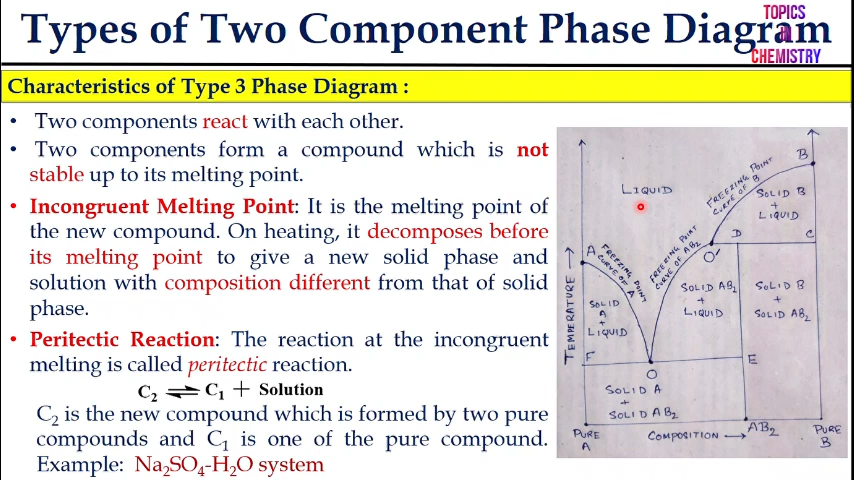 Types of Two Component Phase Diagram
TOPICS
IN
CHEMISTRY
Characteristics of Type 3 Phase Diagram :
• Two components react with each other.
• Two components form a compound which is not
stable up to its melting point.
• Incongruent Melting Point: It is the melting point of
the new compound. On heating, it decomposes before
its melting point to give a new solid phase and
solution with composition different from that of solid
phase.
• Peritectic Reaction: The reaction at the incongruent
melting is called peritectic reaction.
C₂ ⇌ C₁ + Solution
C₂ is the new compound which is formed by two pure
compounds and C₁ is one of the pure compound.
Example: Na₂SO₄-H₂O system
LIQUID
FREEZING POINT
CURVE OF B
B
SOLID B
+
LIQUID
D
C
O'
A
FREEZING POINT
CURVE OF A
FREEZING POINT
CURVE OF AB₂
SOLID
A
+
LIQUID
SOLID AB₂
+
LIQUID
SOLID B
+
SOLID AB₂
TEMPERATURE →
F
E
O
SOLID A
+
SOLID AB₂
PURE
A
COMPOSITION →
AB₂
PURE
B